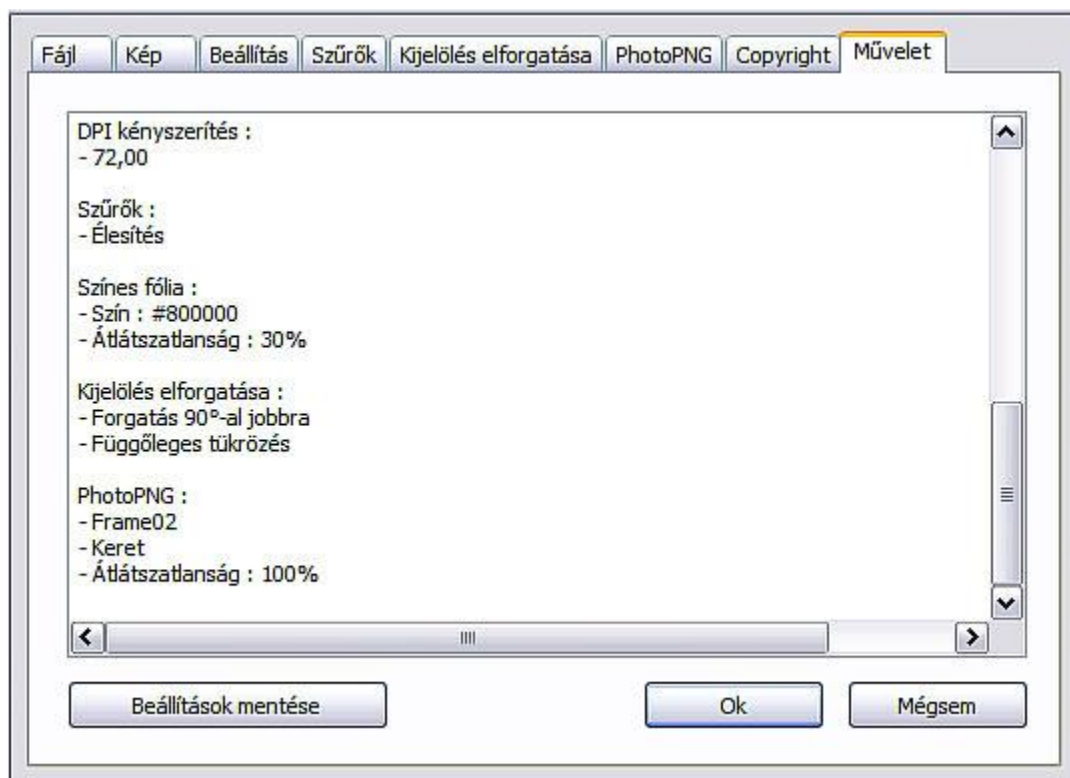 Fájl Kép Beállítás Szűrők Kijelölés elforgatása PhotoPNG Copyright Művelet
DPI kényszerítés :
- 72,00
Szűrők :
- Élesítés
Színes fólia :
- Szín : #800000
- Átlátszatlanság : 30%
Kijelölés elforgatása :
- Forgatás 90°-al jobbra
- Függőleges tükrözés
PhotoPNG :
- Frame02
- Keret
- Átlátszatlanság : 100%
Beállítások mentése Ok Mégsem